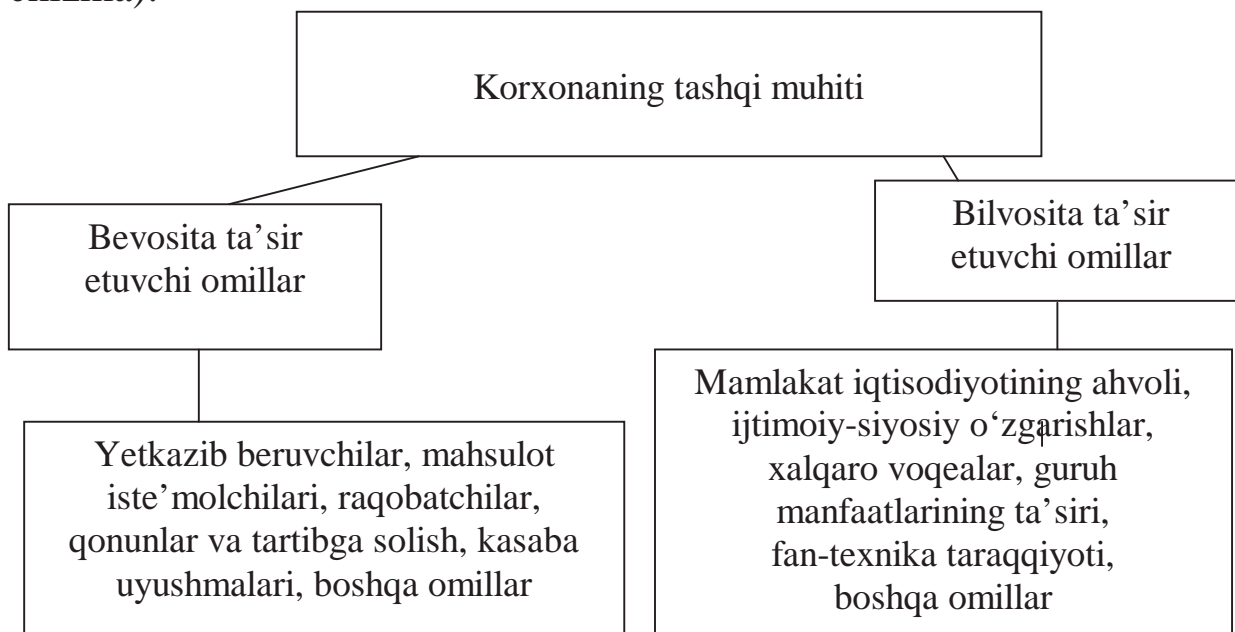 Korxonaning tashqi muhiti
Bevosita ta’sir
etuvchi omillar
Bilvosita ta’sir
etuvchi omillar
Yetkazib beruvchilar, mahsulot
iste’molchilari, raqobatchilar,
qonunlar va tartibga solish, kasaba
uyushmalari, boshqa omillar
Mamlakat iqtisodiyotining ahvoli,
ijtimoiy-siyosiy o‘zgarishlar,
xalqaro voqealar, guruh
manfaatlarining ta’siri,
fan-texnika taraqqiyoti,
boshqa omillar